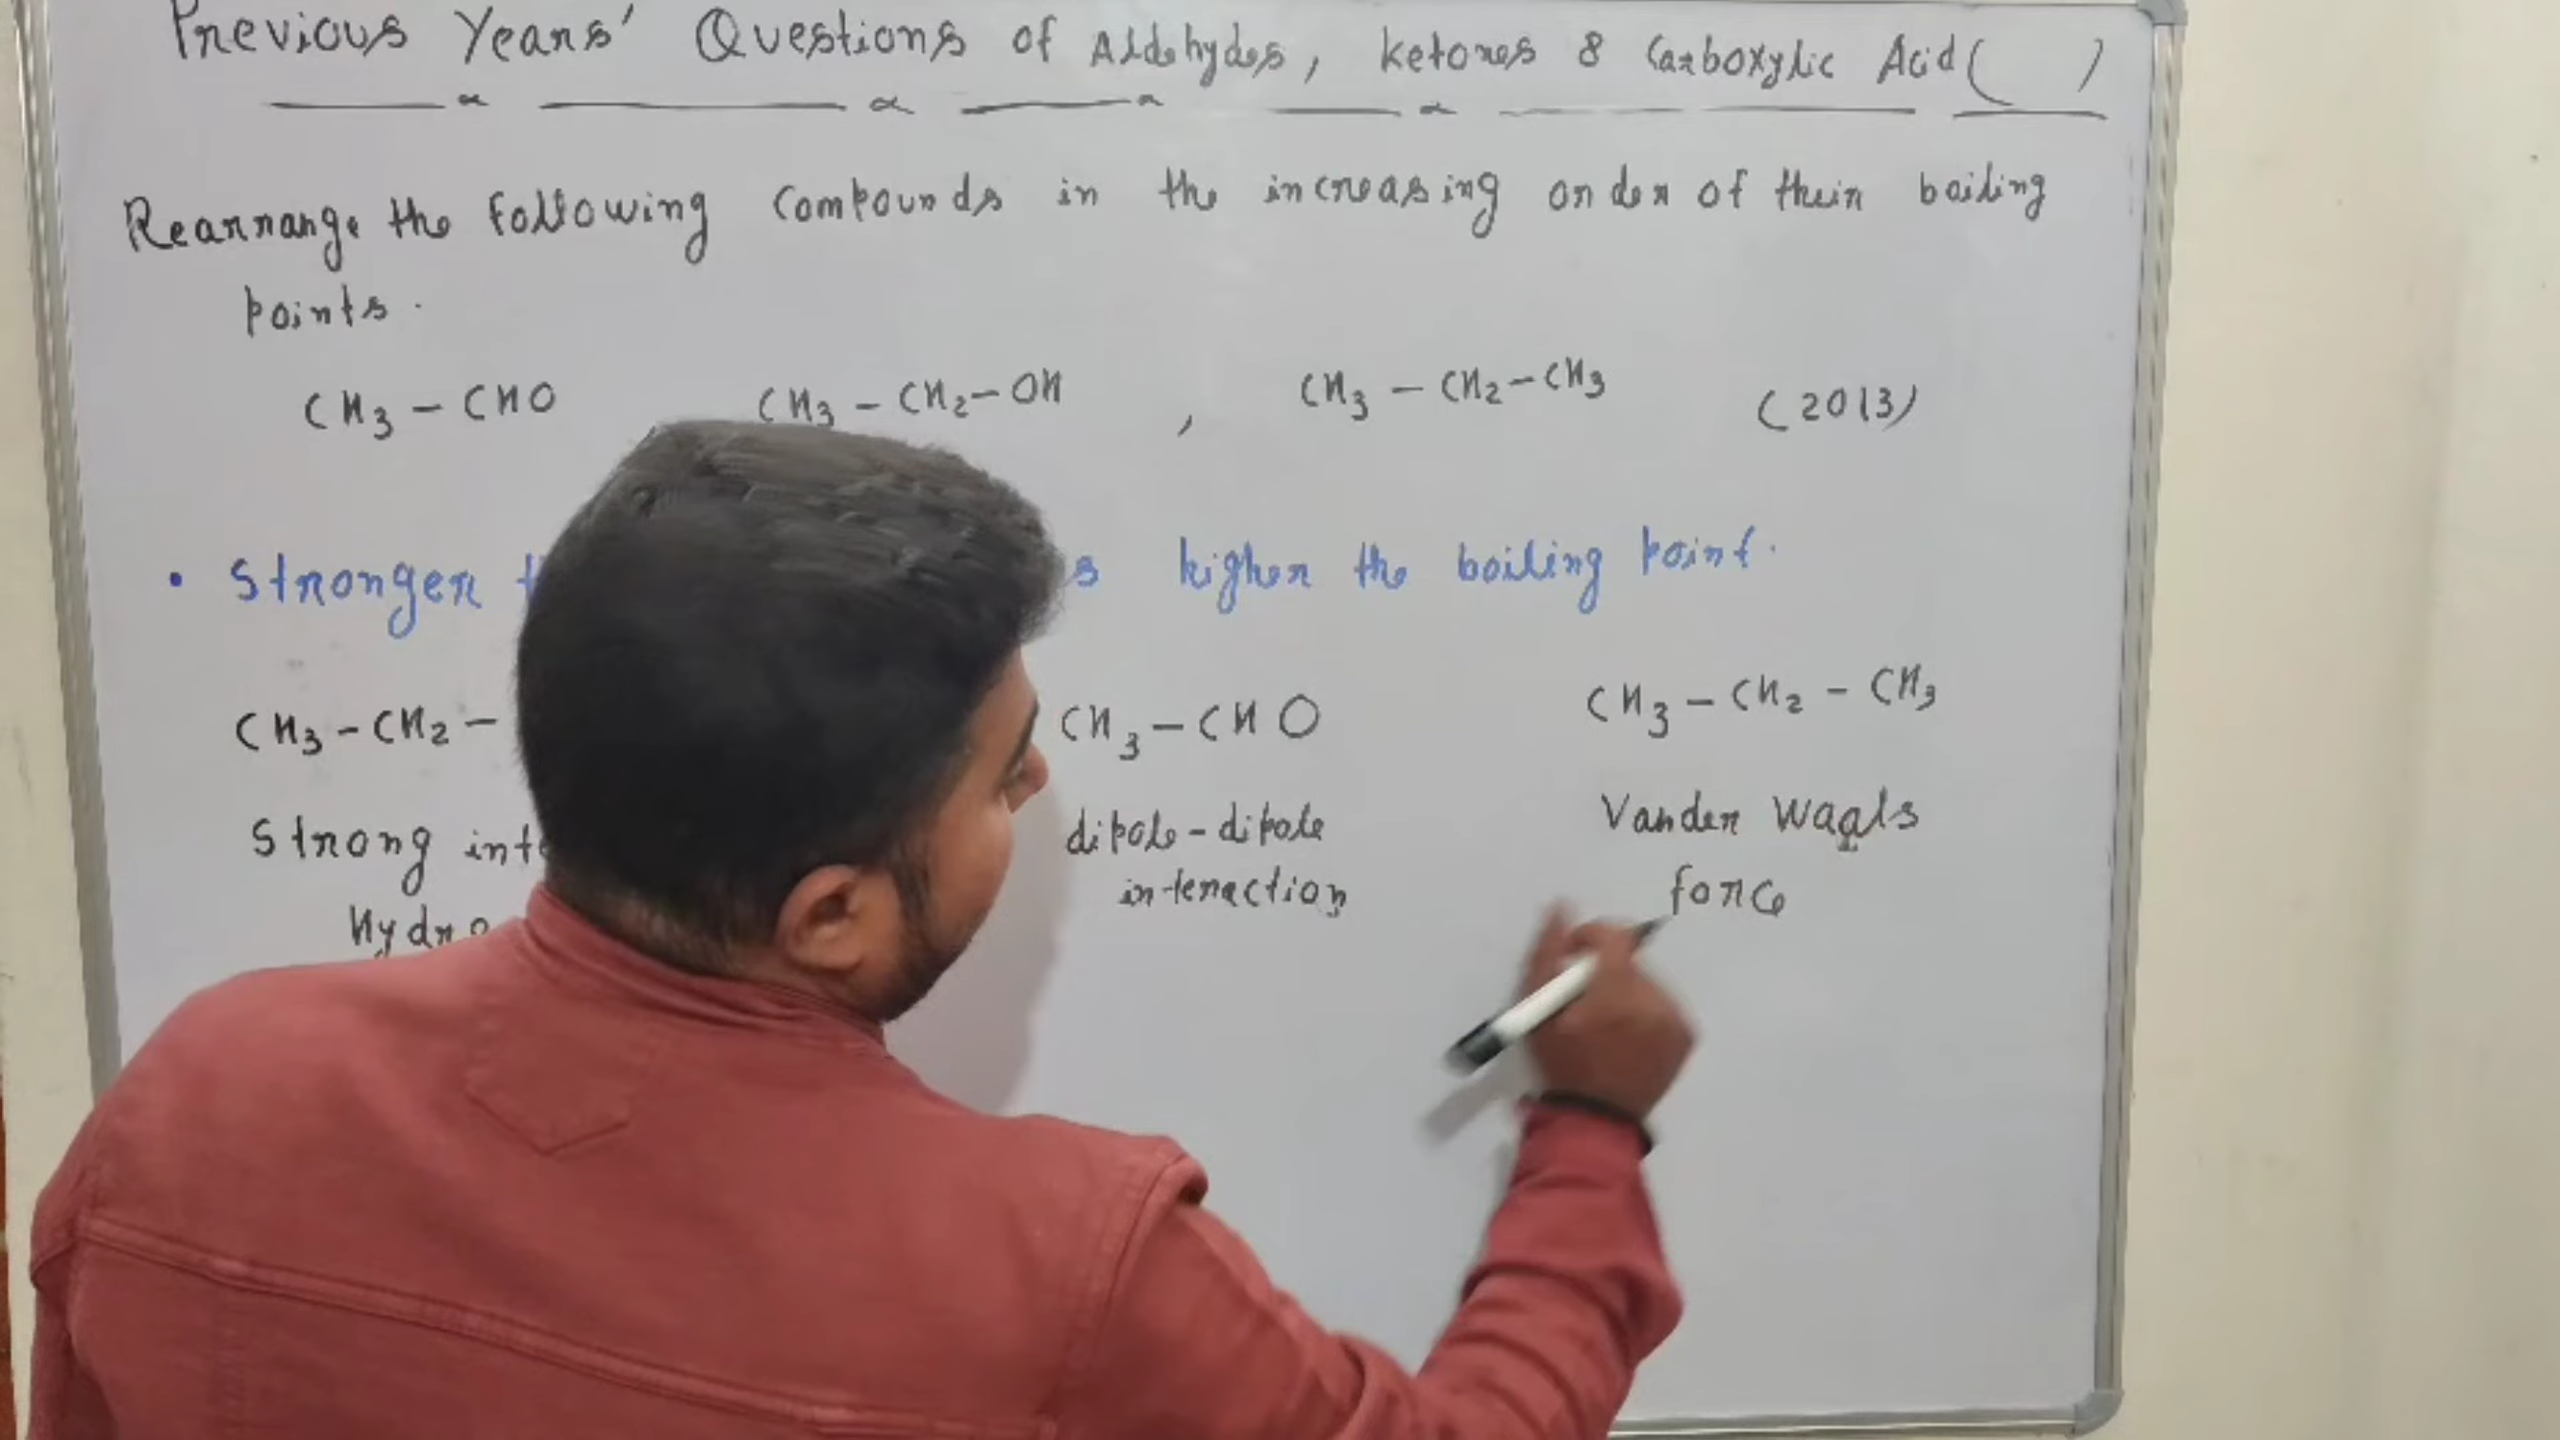 Previous Years' Questions of Aldehydes, Ketones & Carboxylic Acid ( )
Rearrange the following compounds in the increasing order of their boiling
points.
CH3 - CHO CH3 - CH2 - OH , CH3 - CH2 - CH3 (2013)
• Stronger higher the boiling point.
CH3 - CH2 - CH3 - CHO CH3 - CH2 - CH3
Strong dipole-dipole Vander Waals
interaction force